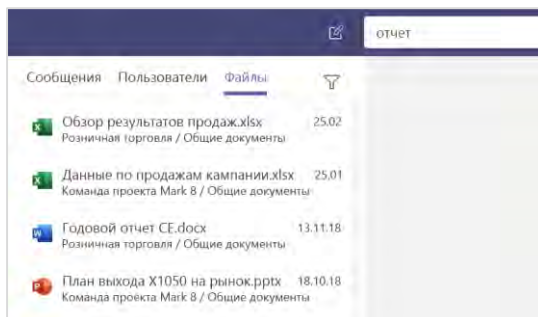 отчет
Сообщения Пользователи Файлы
Обзор результатов продаж.xlsx 25.02
Розничная торговля / Общие документы
Данные по продажам кампании.xlsx 25.01
Команда проекта Mark 8 / Общие документы
Годовой отчет CE.docx 13.11.18
Розничная торговля / Общие документы
План выхода X1050 на рынок.pptx 18.10.18
Команда проекта Mark 8 / Общие документы